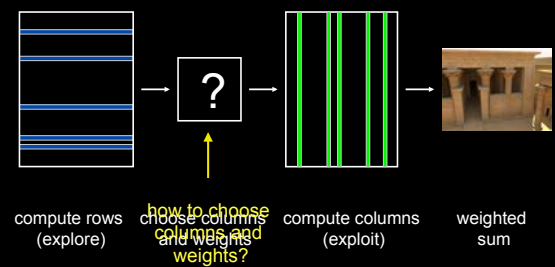 ?
compute rows
(explore)
choose columns
and weights
how to choose
columns and
weights?
compute columns
(exploit)
weighted
sum